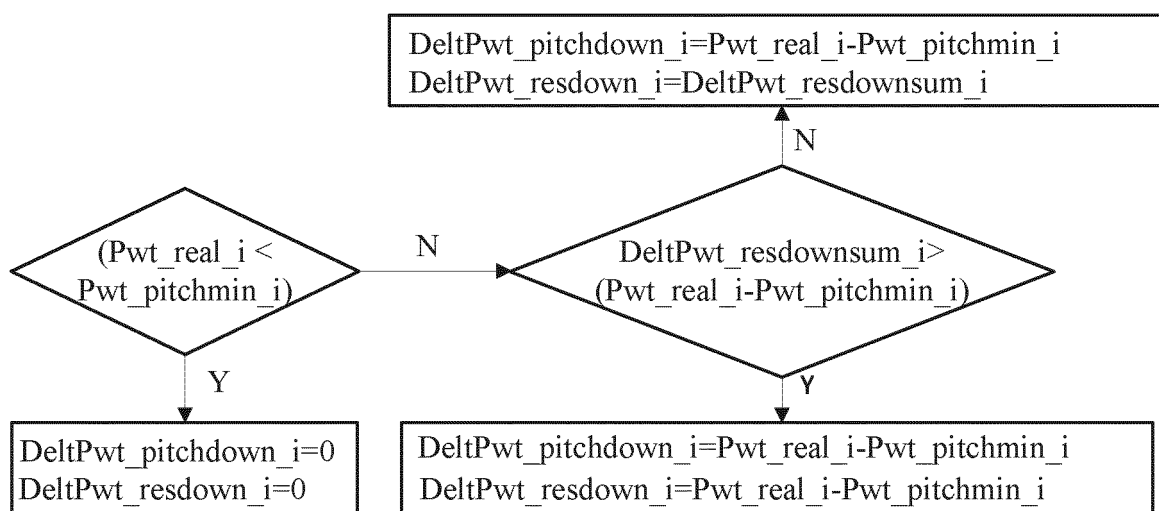 DeltPwt_pitchdown_i=Pwt_real_i-Pwt_pitchmin_i
DeltPwt_resdown_i=DeltPwt_resdownsum_i
N
(Pwt_real_i <
Pwt_pitchmin_i)
N
DeltPwt_resdownsum_i>
(Pwt_real_i-Pwt_pitchmin_i)
Y
Y
DeltPwt_pitchdown_i=0
DeltPwt_resdown_i=0
DeltPwt_pitchdown_i=Pwt_real_i-Pwt_pitchmin_i
DeltPwt_resdown_i=Pwt_real_i-Pwt_pitchmin_i